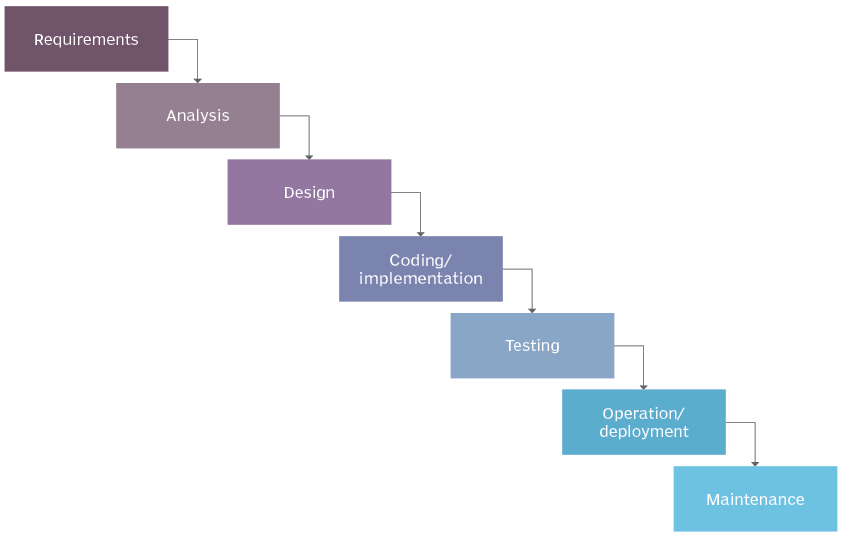 Requirements
Analysis
Design
Coding/
implementation
Testing
Operation/
deployment
Maintenance